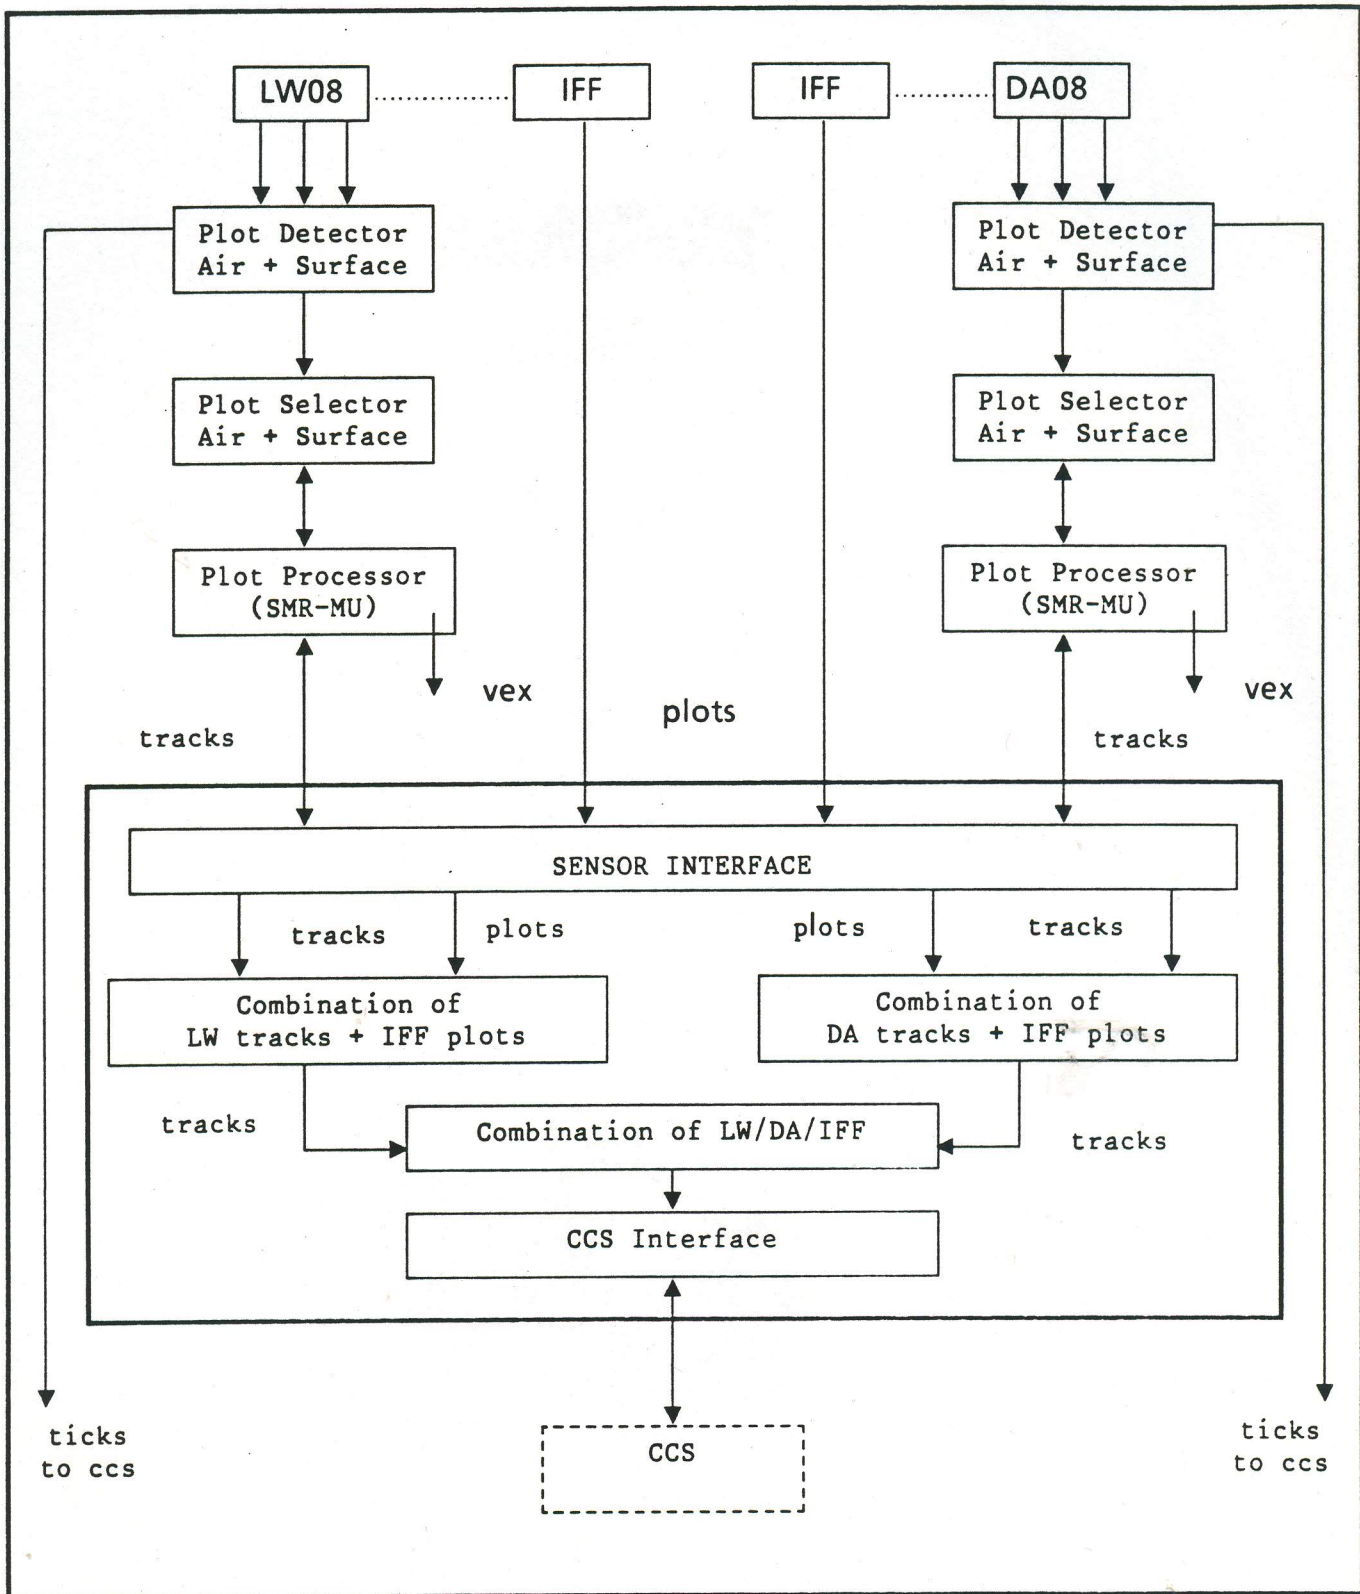 LW08
IFF
IFF
DA08
Plot Detector
Air + Surface
Plot Detector
Air + Surface
Plot Selector
Air + Surface
Plot Selector
Air + Surface
Plot Processor
(SMR-MU)
Plot Processor
(SMR-MU)
vex
plots
vex
tracks
tracks
SENSOR INTERFACE
tracks
plots
plots
tracks
Combination of
LW tracks + IFF plots
Combination of
DA tracks + IFF plots
tracks
Combination of LW/DA/IFF
tracks
CCS Interface
ticks
to ccs
CCS
ticks
to ccs